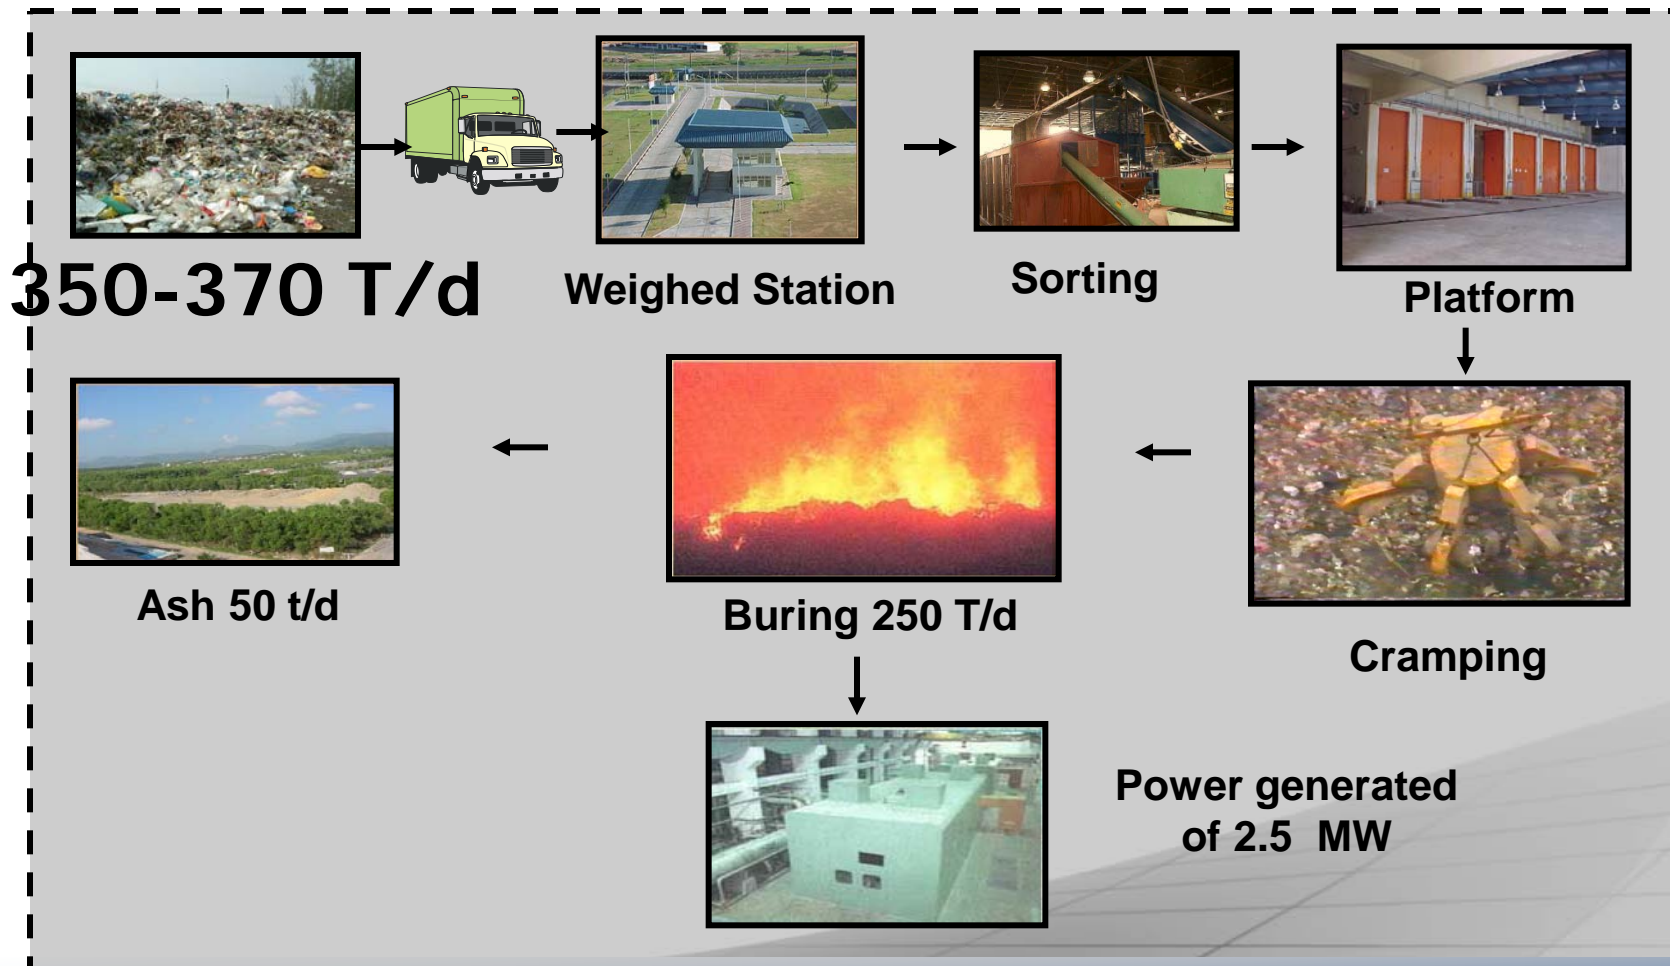 350-370 T/d
Weighed Station
Sorting
Platform
Ash 50 t/d
Buring 250 T/d
Cramping
Power generated
of 2.5 MW